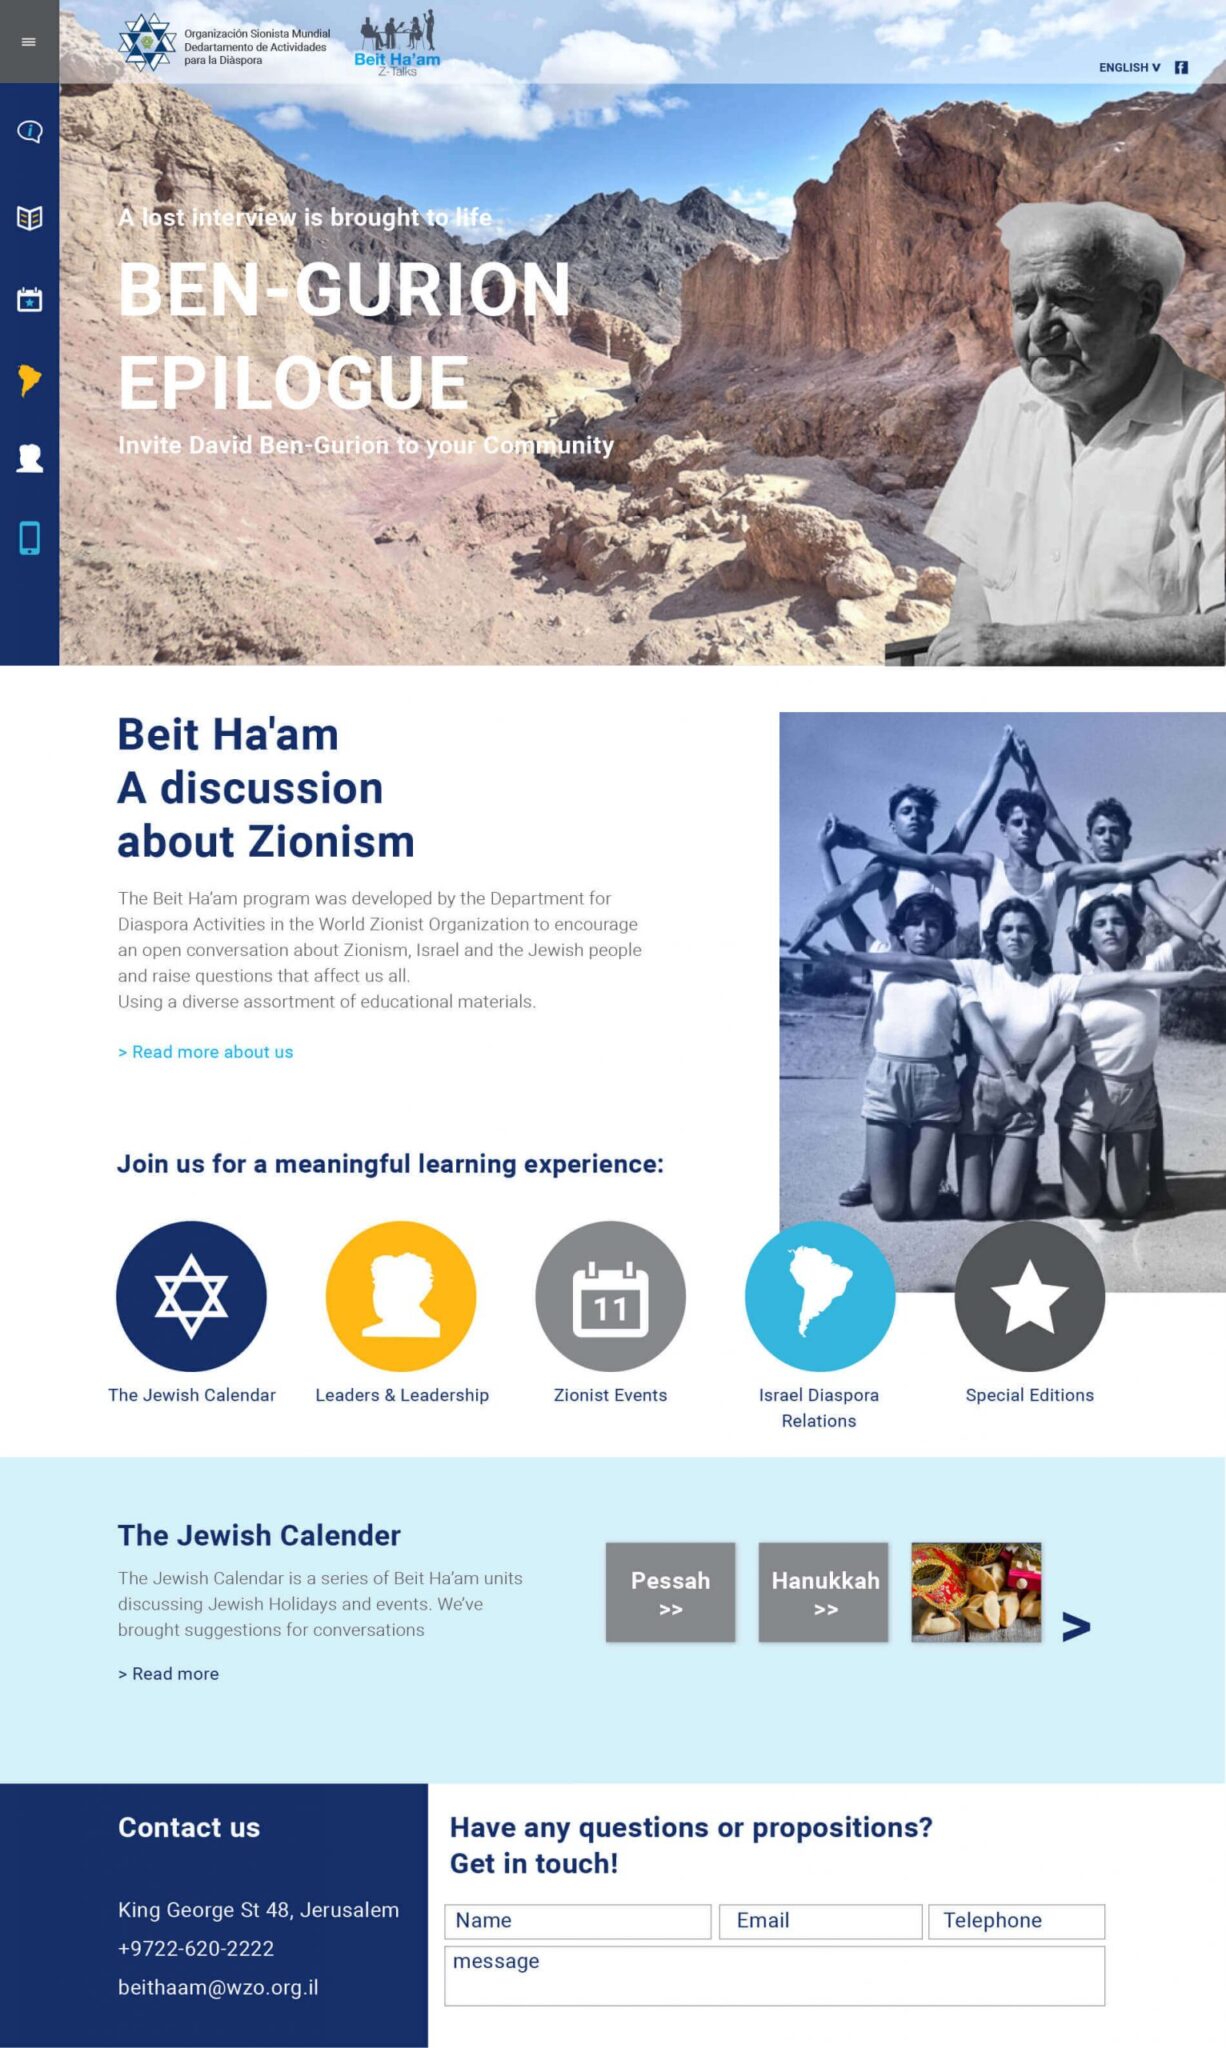 Organización Sionista Mundial
Dedartamento de Actividades
para la Diàspora
Beit Ha'am
Z-Talks
ENGLISH V
A lost interview is brought to life
BEN-GURION
EPILOGUE
Invite David Ben-Gurion to your Community
Beit Ha'am
A discussion
about Zionism
The Beit Ha'am program was developed by the Department for
Diaspora Activities in the World Zionist Organization to encourage
an open conversation about Zionism, Israel and the Jewish people
and raise questions that affect us all.
Using a diverse assortment of educational materials.
> Read more about us
Join us for a meaningful learning experience:
11
The Jewish Calendar
Leaders & Leadership
Zionist Events
Israel Diaspora
Relations
Special Editions
The Jewish Calender
The Jewish Calendar is a series of Beit Ha'am units
discussing Jewish Holidays and events. We've
brought suggestions for conversations
> Read more
Pessah
>>
Hanukkah
>>
>
Contact us
King George St 48, Jerusalem
+9722-620-2222
beithaam@wzo.org.il
Have any questions or propositions?
Get in touch!
Name
Email
Telephone
message